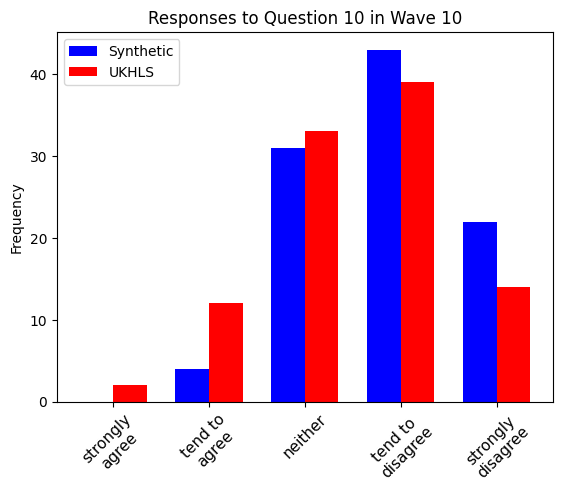 Responses to Question 10 in Wave 10
Synthetic
UKHLS
Frequency
40
30
20
10
0
strongly
agree
tend to
agree
neither
tend to
disagree
strongly
disagree